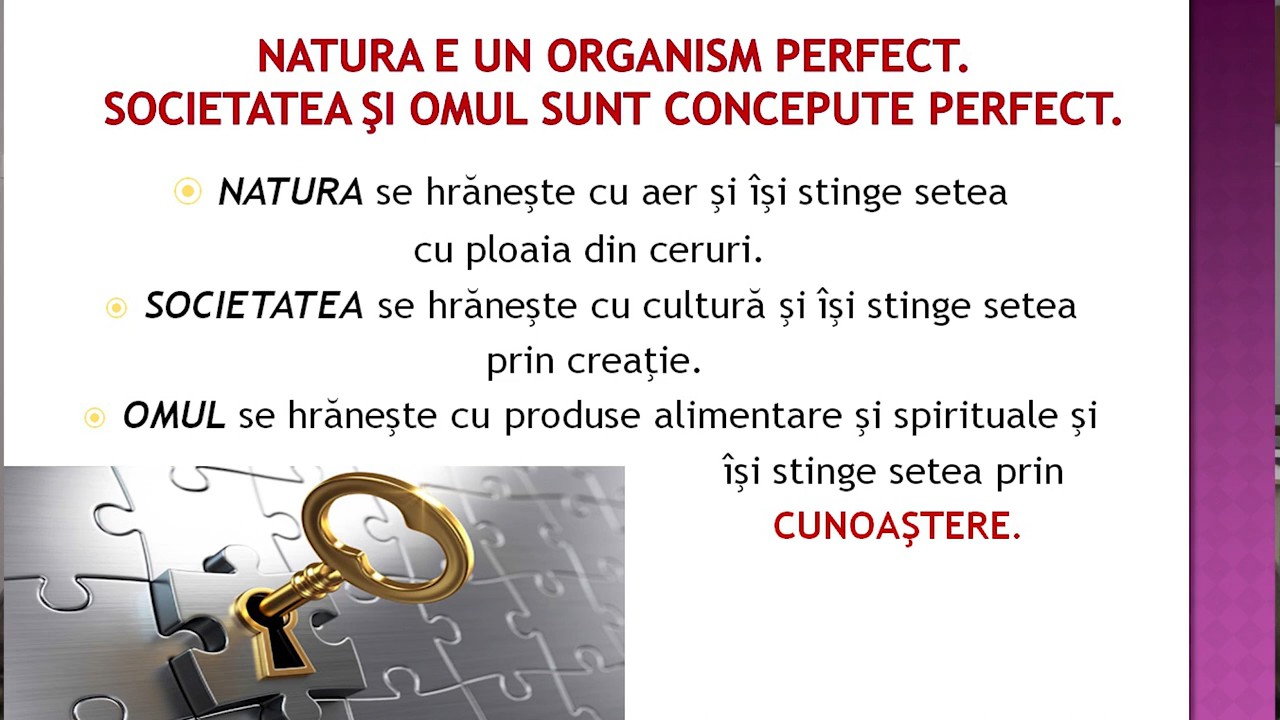 NATURA E UN ORGANISM PERFECT.
SOCIETATEA ŞI OMUL SUNT CONCEPUTE PERFECT.
NATURA se hrăneşte cu aer şi îşi stinge setea
cu ploaia din ceruri.
SOCIETATEA se hrăneşte cu cultură şi îşi stinge setea
prin creaţie.
OMUL se hrăneşte cu produse alimentare şi spirituale şi
îşi stinge setea prin
CUNOAŞTERE.